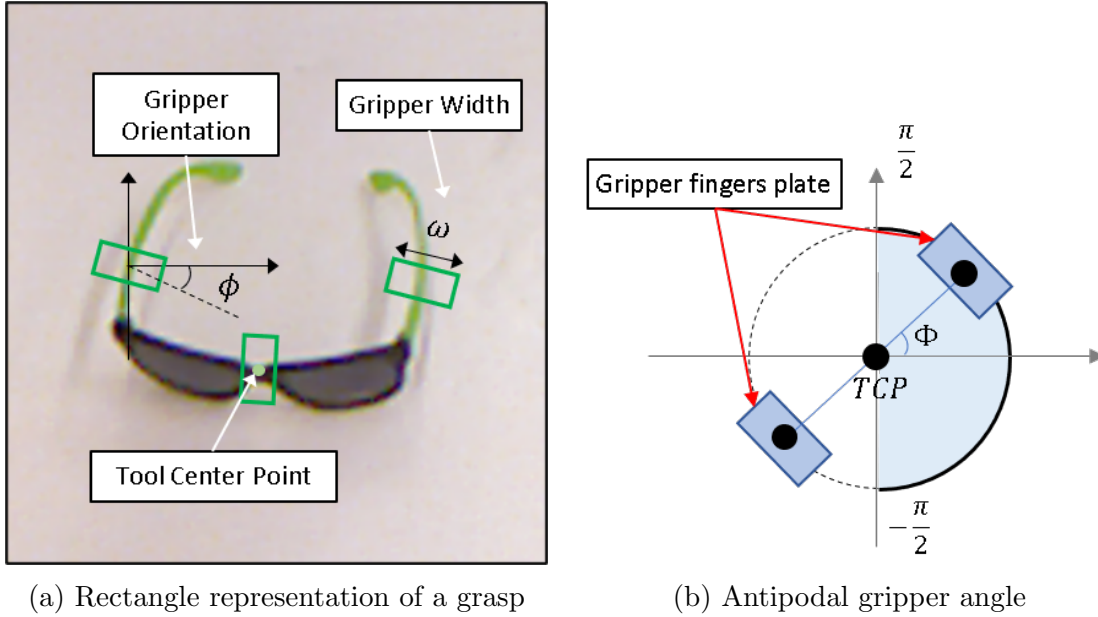 Gripper
Orientation
Gripper Width
ω
ϕ
Tool Center Point
π
2
Gripper fingers plate
Φ
TCP
−π
2
(a) Rectangle representation of a grasp
(b) Antipodal gripper angle